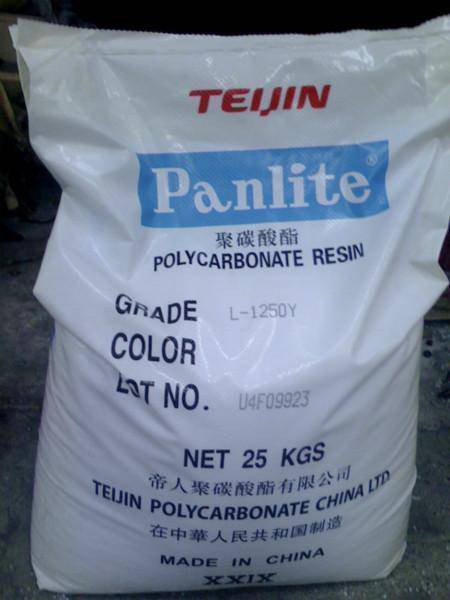 TEIJIN
Panlite®
聚碳酸酯
POLYCARBONATE RESIN
GRADE L-1250Y
COLOR
LOT NO. U4F09923
NET 25 KGS
帝人聚碳酸酯有限公司
TEIJIN POLYCARBONATE CHINA LTD.
在中華人民共和国制造
MADE IN CHINA
XXIX